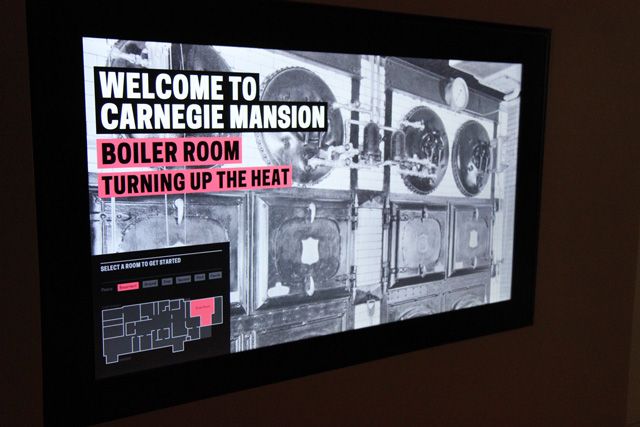 WELCOME TO
CARNEGIE MANSION
BOILER ROOM
TURNING UP THE HEAT
SELECT A ROOM TO GET STARTED